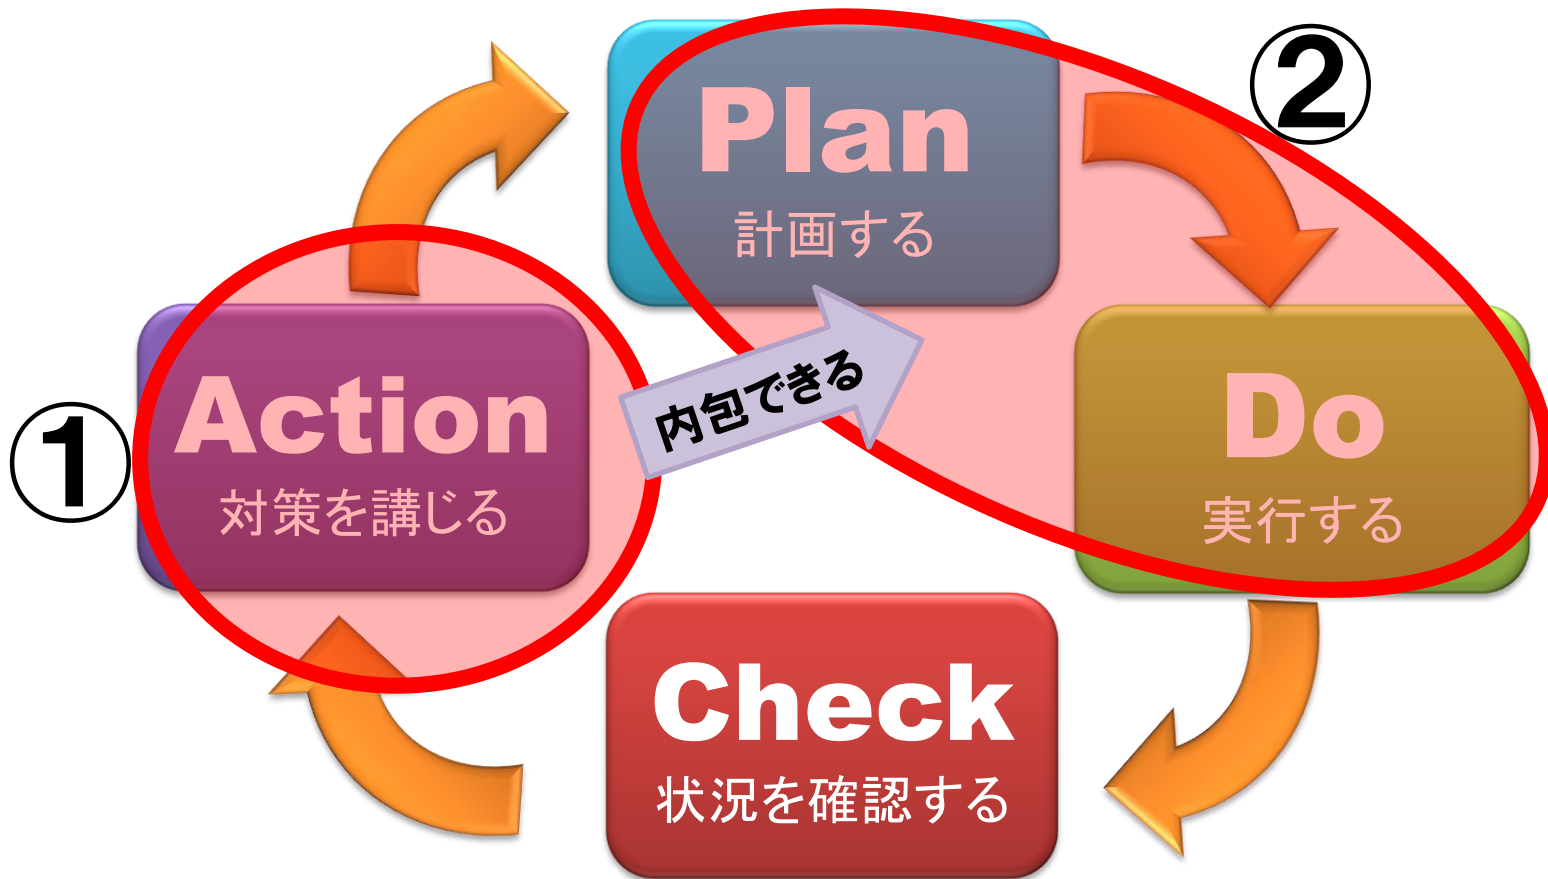 Plan
計画する
②
Do
実行する
Check
状況を確認する
①
Action
対策を講じる
内包できる